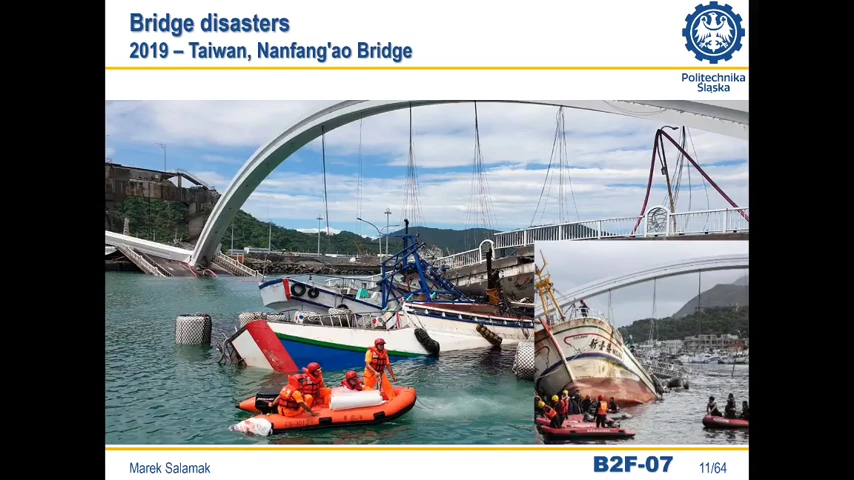 Bridge disasters
2019 – Taiwan, Nanfang'ao Bridge
Politechnika
Śląska
Marek Salamak
B2F-07
11/64